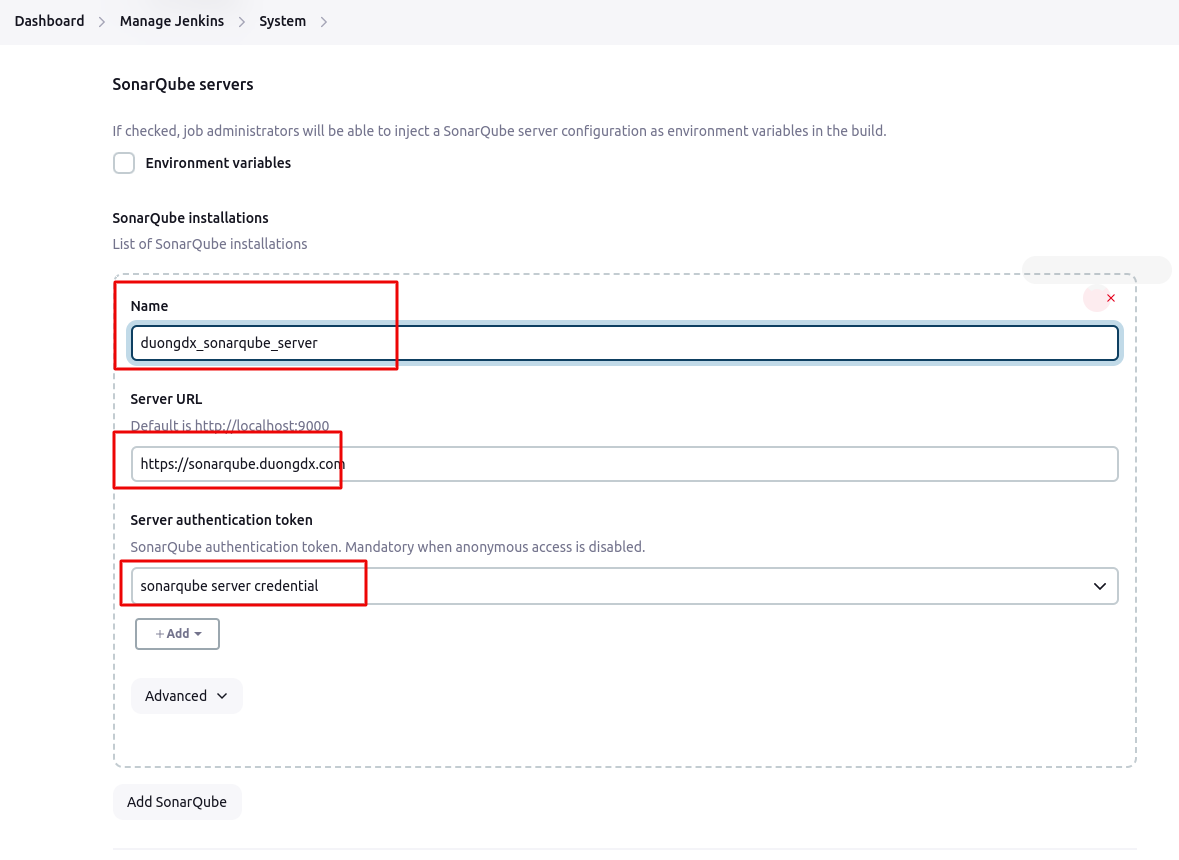 Dashboard > Manage Jenkins > System >
SonarQube servers
If checked, job administrators will be able to inject a SonarQube server configuration as environment variables in the build.
Environment variables
SonarQube installations
List of SonarQube installations
Name
duongdx_sonarqube_server
Server URL
Default is http://localhost:9000
https://sonarqube.duongdx.com
Server authentication token
SonarQube authentication token. Mandatory when anonymous access is disabled.
sonarqube server credential
+ Add
Advanced
Add SonarQube